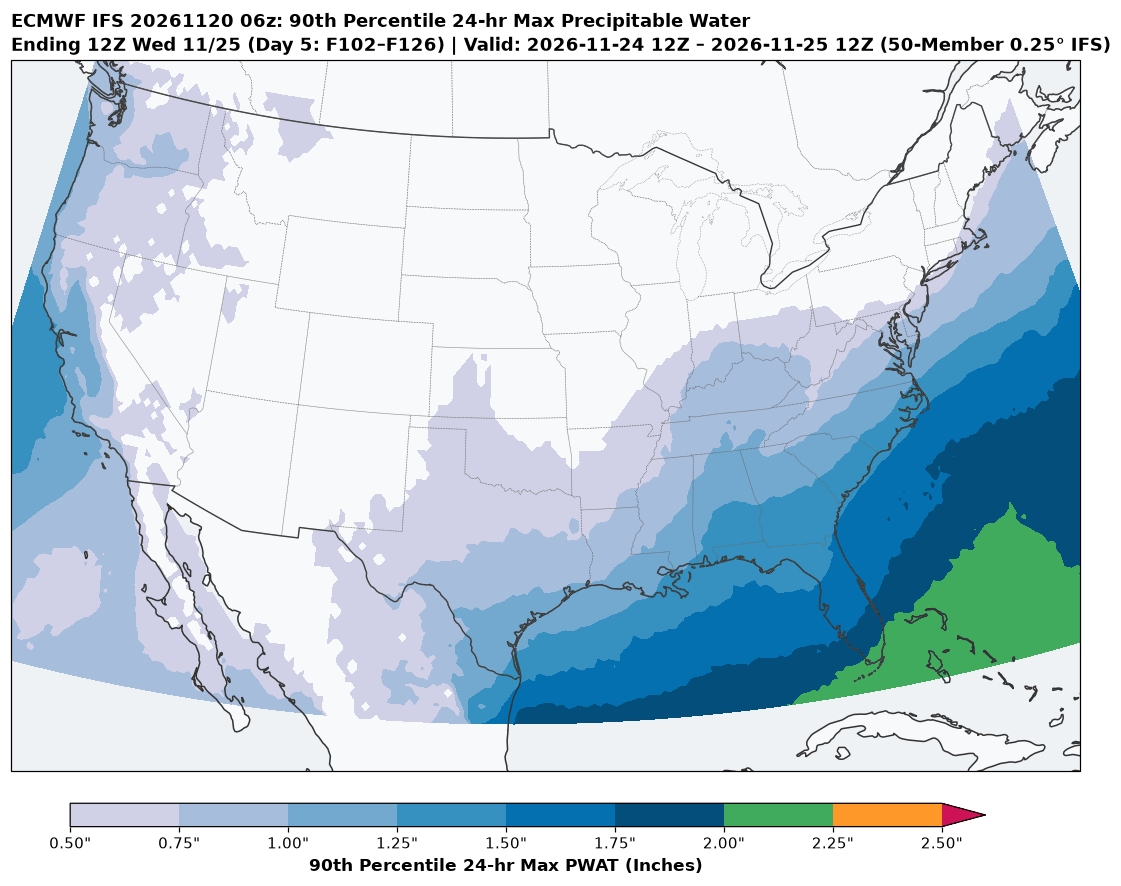 ECMWF IFS 20261120 06z: 90th Percentile 24-hr Max Precipitable Water
Ending 12Z Wed 11/25 (Day 5: F102–F126) | Valid: 2026-11-24 12Z – 2026-11-25 12Z (50-Member 0.25° IFS)
0.50" 0.75" 1.00" 1.25" 1.50" 1.75" 2.00" 2.25" 2.50"
90th Percentile 24-hr Max PWAT (Inches)